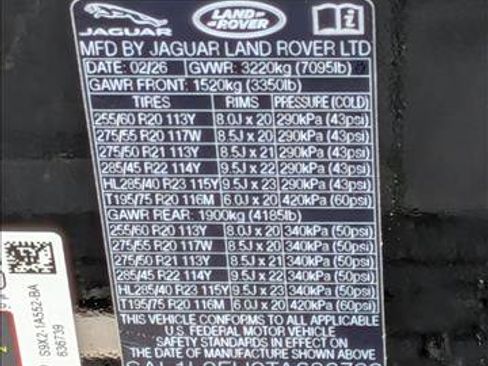 JAGUAR
LAND ROVER
MFD BY JAGUAR LAND ROVER LTD
DATE: 02/26 GVWR: 3220kg (7095lb)
GAWR FRONT: 1520kg (3350lb)
TIRES RIMS PRESSURE (COLD)
255/60 R20 113Y 8.0J x 20 290kPa (43psi)
275/55 R20 117W 8.5J x 20 290kPa (43psi)
275/50 R21 113Y 8.5J x 21 290kPa (43psi)
285/45 R22 114Y 9.5J x 22 290kPa (43psi)
HL285/40 R23 115Y 9.5J x 23 290kPa (43psi)
T195/75 R20 116M 6.0J x 20 420kPa (60psi)
GAWR REAR: 1900kg (4185lb)
255/60 R20 113Y 8.0J x 20 340kPa (50psi)
275/55 R20 117W 8.5J x 20 340kPa (50psi)
275/50 R21 113Y 8.5J x 21 340kPa (50psi)
285/45 R22 114Y 9.5J x 22 340kPa (50psi)
HL285/40 R23 115Y 9.5J x 23 340kPa (50psi)
T195/75 R20 116M 6.0J x 20 420kPa (60psi)
THIS VEHICLE CONFORMS TO ALL APPLICABLE
U.S. FEDERAL MOTOR VEHICLE
SAFETY STANDARDS IN EFFECT
ON THE DATE OF MANUFACTURE SHOWN
S9X2-1A552-BA
636739